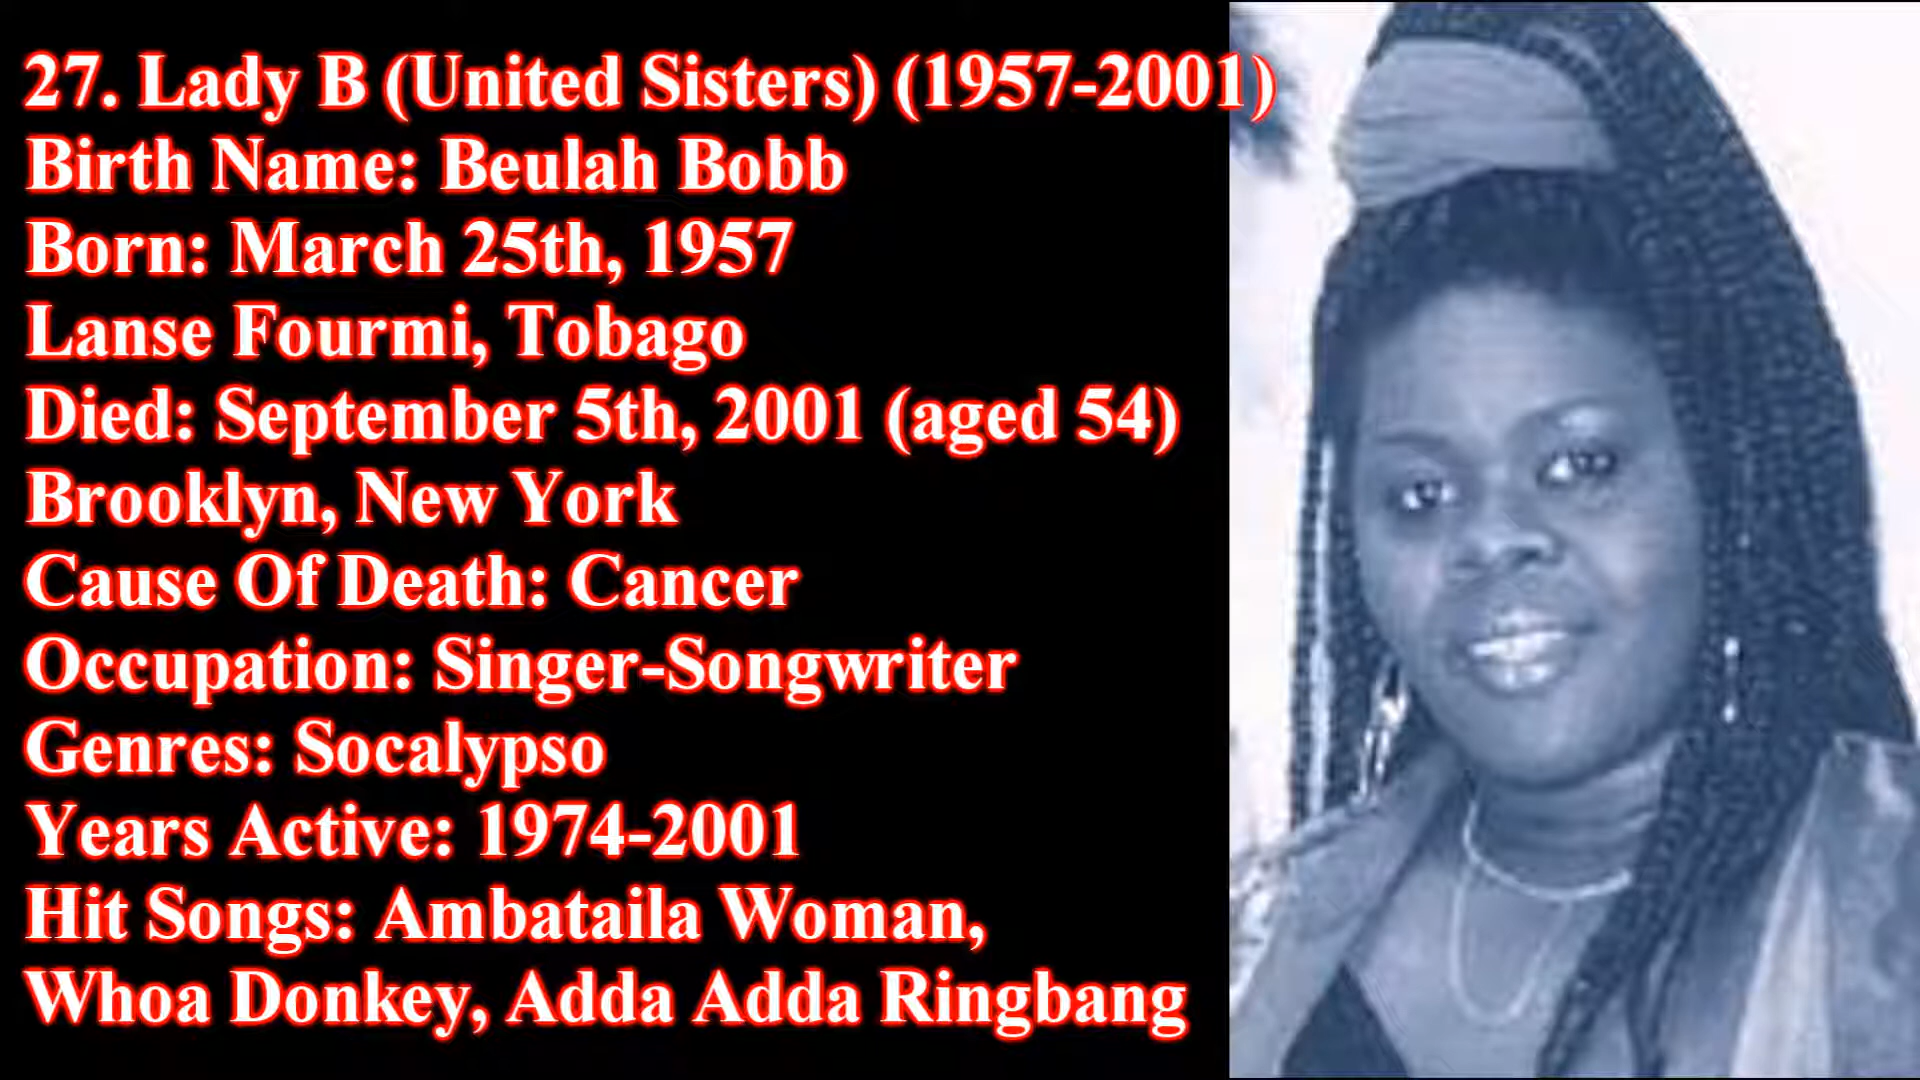 27. Lady B (United Sisters) (1957-2001)
Birth Name: Beulah Bobb
Born: March 25th, 1957
Lanse Fourmi, Tobago
Died: September 5th, 2001 (aged 54)
Brooklyn, New York
Cause Of Death: Cancer
Occupation: Singer-Songwriter
Genres: Socalypso
Years Active: 1974-2001
Hit Songs: Ambataila Woman,
Whoa Donkey, Adda Adda Ringbang